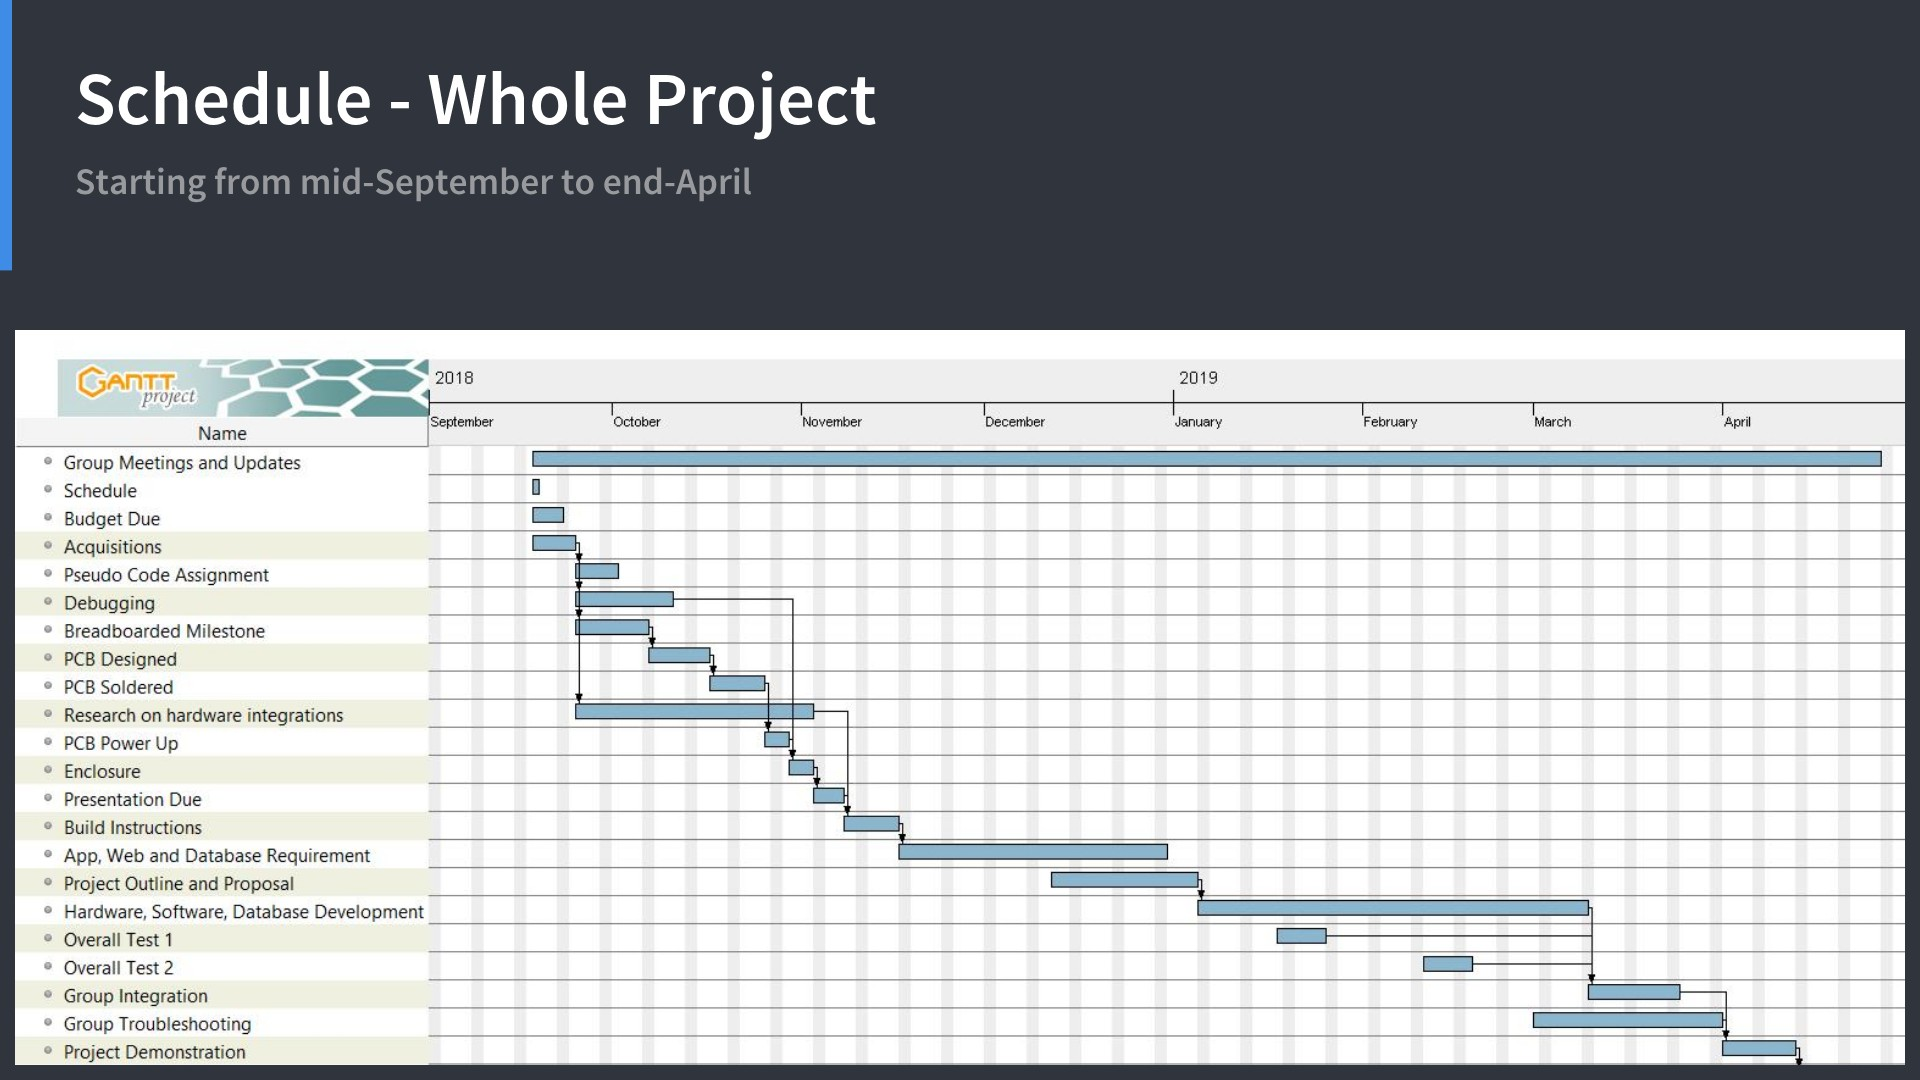 Schedule - Whole Project
Starting from mid-September to end-April
GANTT
project
2018
2019
September
October
November
December
January
February
March
April
Name
Group Meetings and Updates
Schedule
Budget Due
Acquisitions
Pseudo Code Assignment
Debugging
Breadboarded Milestone
PCB Designed
PCB Soldered
Research on hardware integrations
PCB Power Up
Enclosure
Presentation Due
Build Instructions
App, Web and Database Requirement
Project Outline and Proposal
Hardware, Software, Database Development
Overall Test 1
Overall Test 2
Group Integration
Group Troubleshooting
Project Demonstration